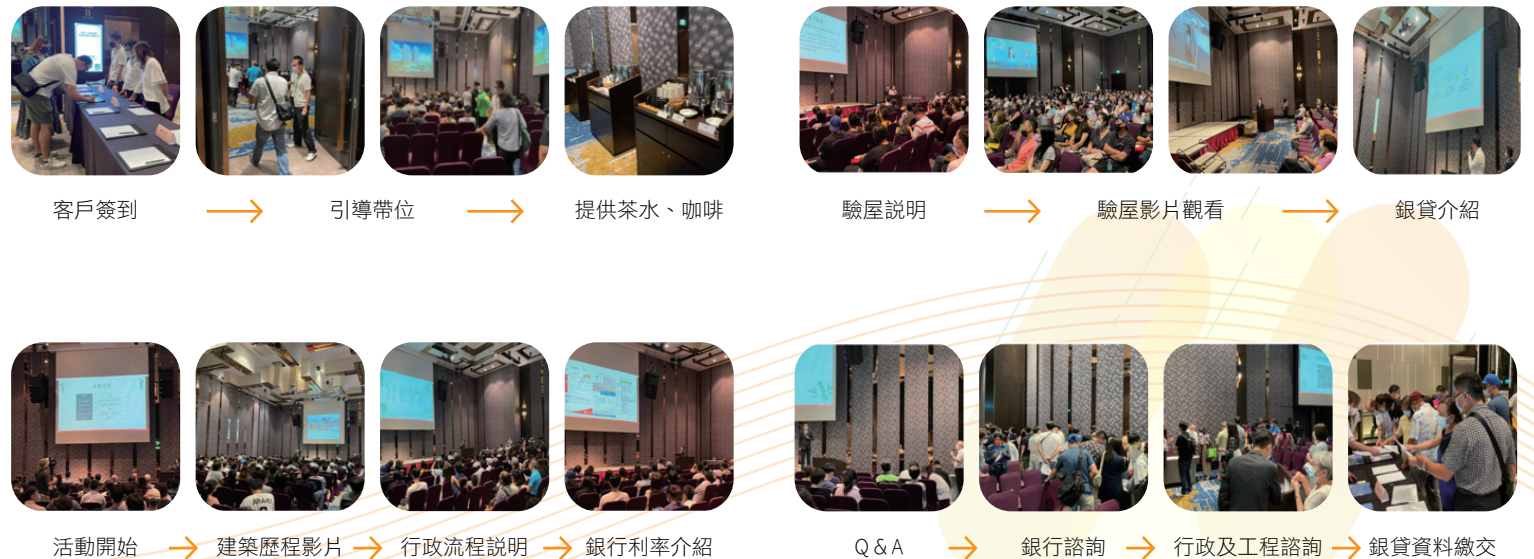 客戶簽到 → 引導帶位 → 提供茶水、咖啡
驗屋説明 → 驗屋影片觀看 → 銀貸介紹
活動開始 → 建築歷程影片 → 行政流程説明 → 銀行利率介紹
Q & A → 銀行諮詢 → 行政及工程諮詢 → 銀貸資料繳交